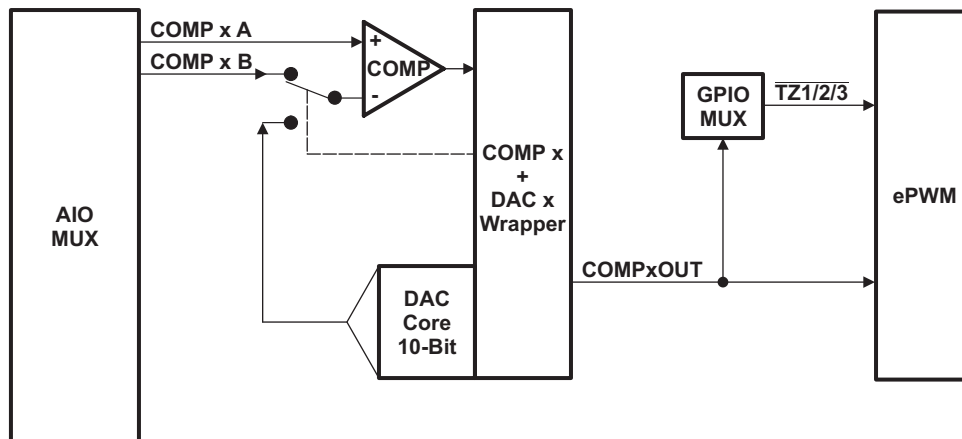 COMP x A
COMP x B
+
COMP
-
AIO
MUX
COMP x
+
DAC x
Wrapper
DAC
Core
10-Bit
COMPxOUT
GPIO
MUX
TZ1/2/3
ePWM